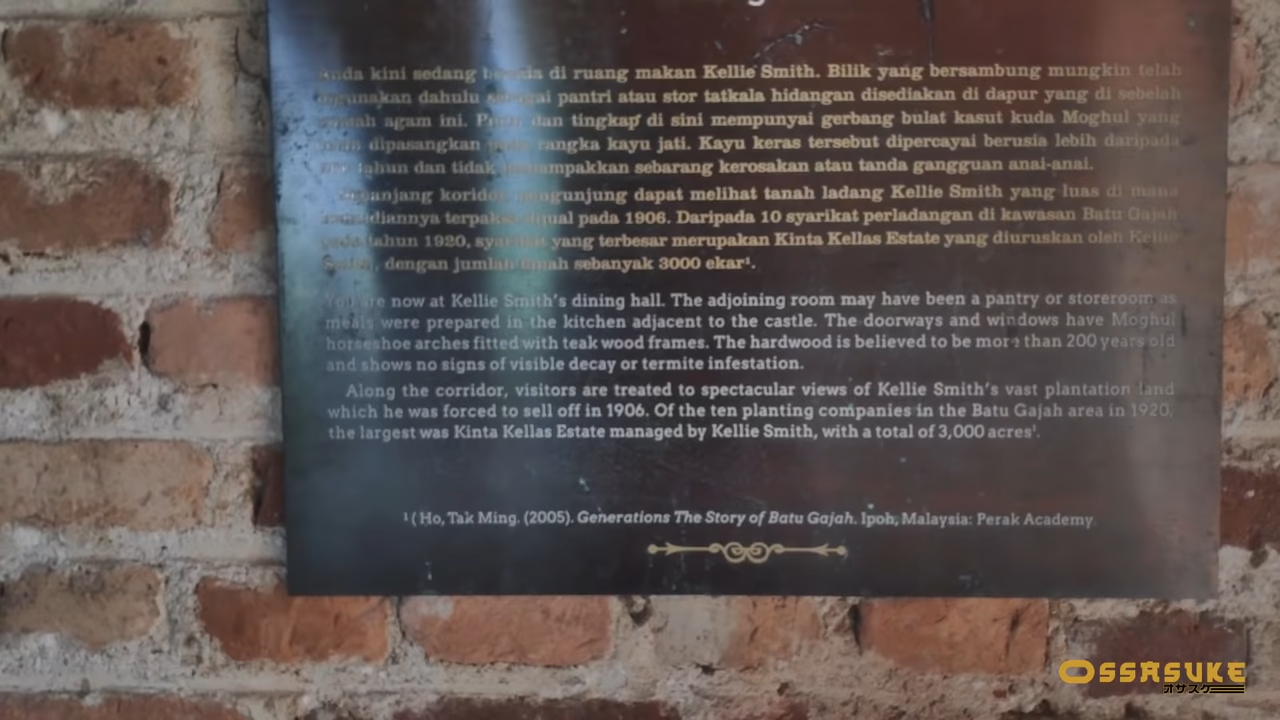 Anda kini sedang berada di ruang makan Kellie Smith. Bilik yang bersambung mungkin telah
digunakan dahulu sebagai pantri atau stor tatkala hidangan disediakan di dapur yang di sebelah
rumah agam ini. Pintu dan tingkap di sini mempunyai gerbang bulat kasut kuda Moghul yang
dipasangkan pada rangka kayu jati. Kayu keras tersebut dipercayai berusia lebih daripada
tahun dan tidak menampakkan sebarang kerosakan atau tanda gangguan anai-anai.
Sepanjang koridor, pengunjung dapat melihat tanah ladang Kellie Smith yang luas di mana
kemudiannya terpaksa dijual pada 1906. Daripada 10 syarikat perladangan di kawasan Batu Gajah
pada tahun 1920, syarikat yang terbesar merupakan Kinta Kellas Estate yang diuruskan oleh Kellie
Smith, dengan jumlah tanah sebanyak 3000 ekar¹.
You are now at Kellie Smith's dining hall. The adjoining room may have been a pantry or storeroom as
meals were prepared in the kitchen adjacent to the castle. The doorways and windows have Moghul
horseshoe arches fitted with teak wood frames. The hardwood is believed to be more than 200 years old
and shows no signs of visible decay or termite infestation.
Along the corridor, visitors are treated to spectacular views of Kellie Smith's vast plantation land
which he was forced to sell off in 1906. Of the ten planting companies in the Batu Gajah area in 1920,
the largest was Kinta Kellas Estate managed by Kellie Smith, with a total of 3,000 acres¹.
¹ ( Ho, Tak Ming. (2005). Generations The Story of Batu Gajah. Ipoh, Malaysia: Perak Academy.
OSSASUKE
オサスケ